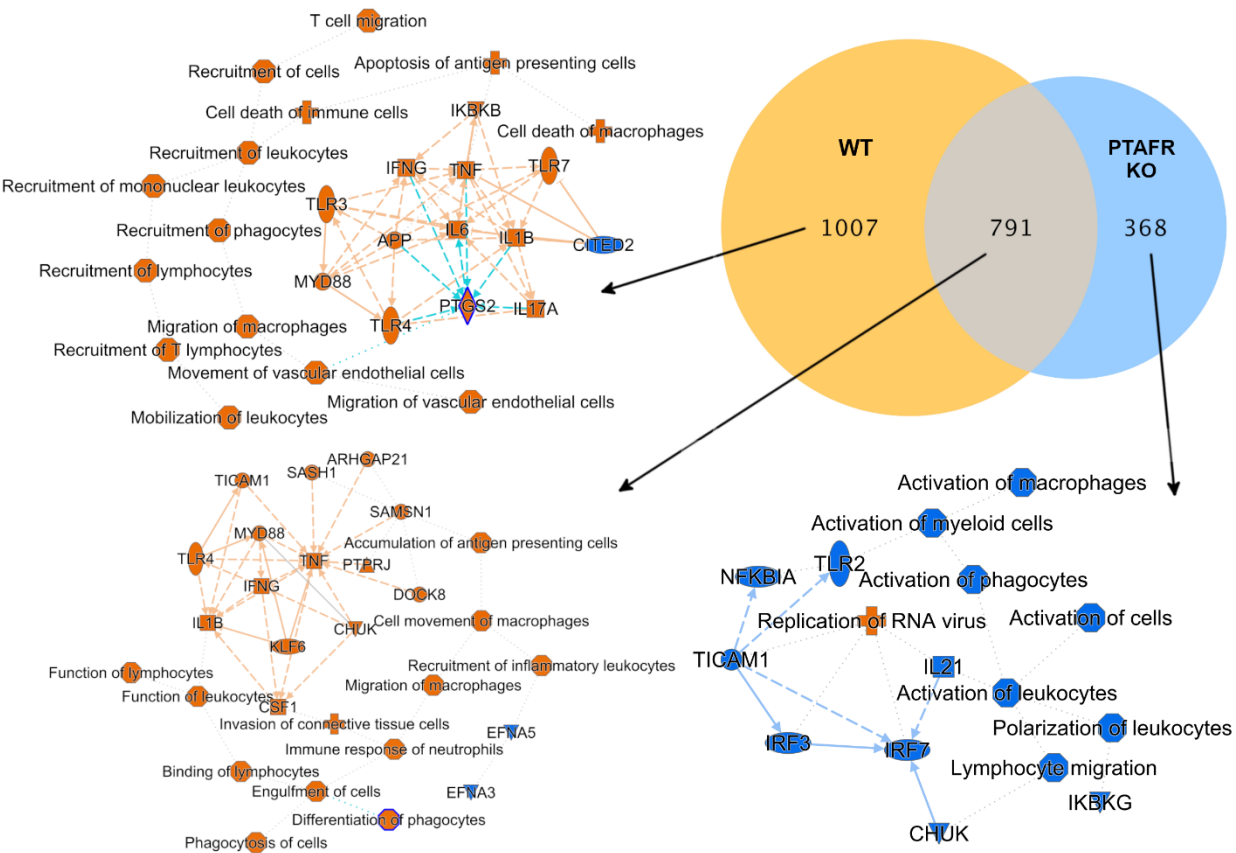 T cell migration
Recruitment of cells
Apoptosis of antigen presenting cells
Cell death of immune cells
IKBKB
Cell death of macrophages
Recruitment of leukocytes
IFNG
TNF
TLR7
Recruitment of mononuclear leukocytes
TLR3
Recruitment of phagocytes
APP
IL6
IL1B
CITED2
Recruitment of lymphocytes
MYD88
PTGS2
IL17A
Migration of macrophages
TLR4
Recruitment of T lymphocytes
Movement of vascular endothelial cells
Migration of vascular endothelial cells
Mobilization of leukocytes
WT
PTAFR
KO
1007
791
368
ARHGAP21
SASH1
TICAM1
SAMSN1
MYD88
Accumulation of antigen presenting cells
TLR4
TNF
PTPRJ
IFNG
DOCK8
IL1B
CHUK
Cell movement of macrophages
KLF6
Function of lymphocytes
Recruitment of inflammatory leukocytes
Migration of macrophages
Function of leukocytes
CSF1
Invasion of connective tissue cells
EFNA5
Immune response of neutrophils
Binding of lymphocytes
Engulfment of cells
EFNA3
Differentiation of phagocytes
Phagocytosis of cells
Activation of macrophages
Activation of myeloid cells
TLR2
NFKBIA
Activation of phagocytes
Replication of RNA virus
Activation of cells
TICAM1
IL21
Activation of leukocytes
Polarization of leukocytes
IRF3
IRF7
Lymphocyte migration
IKBKG
CHUK